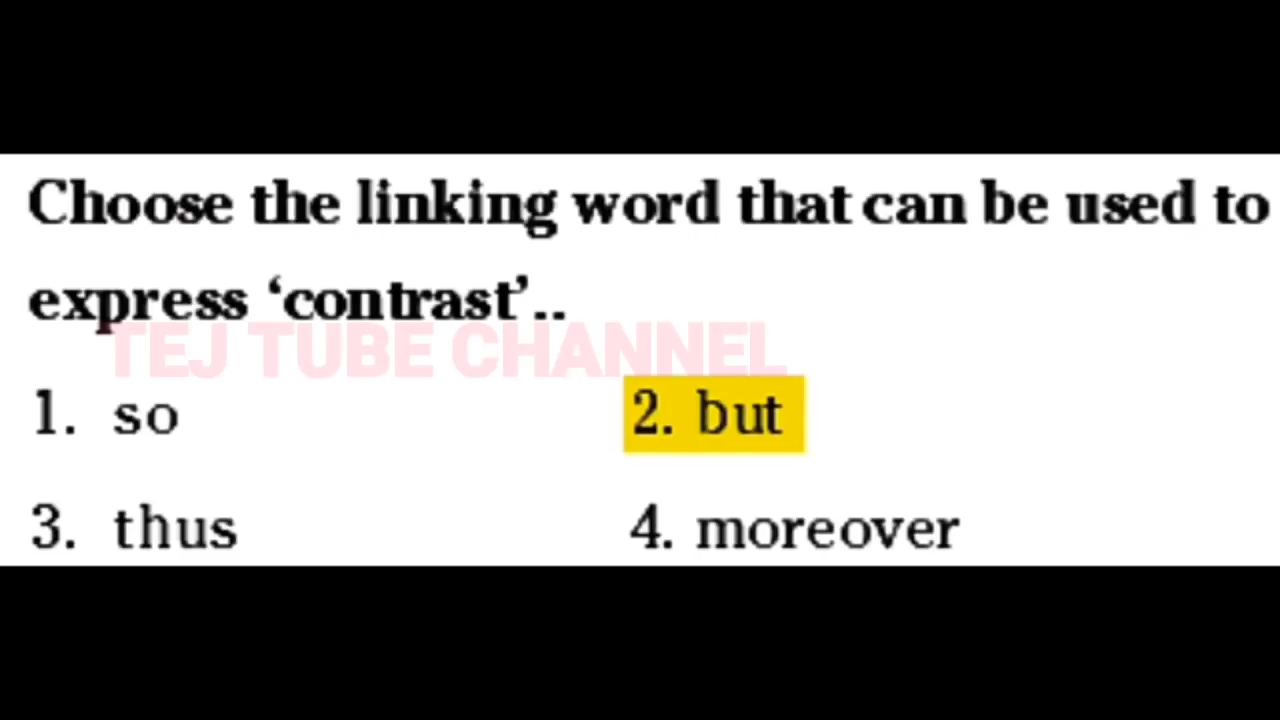 Choose the linking word that can be used to
express ‘contrast’..
TEJ TUBE CHANNEL
1. so 2. but
3. thus 4. moreover